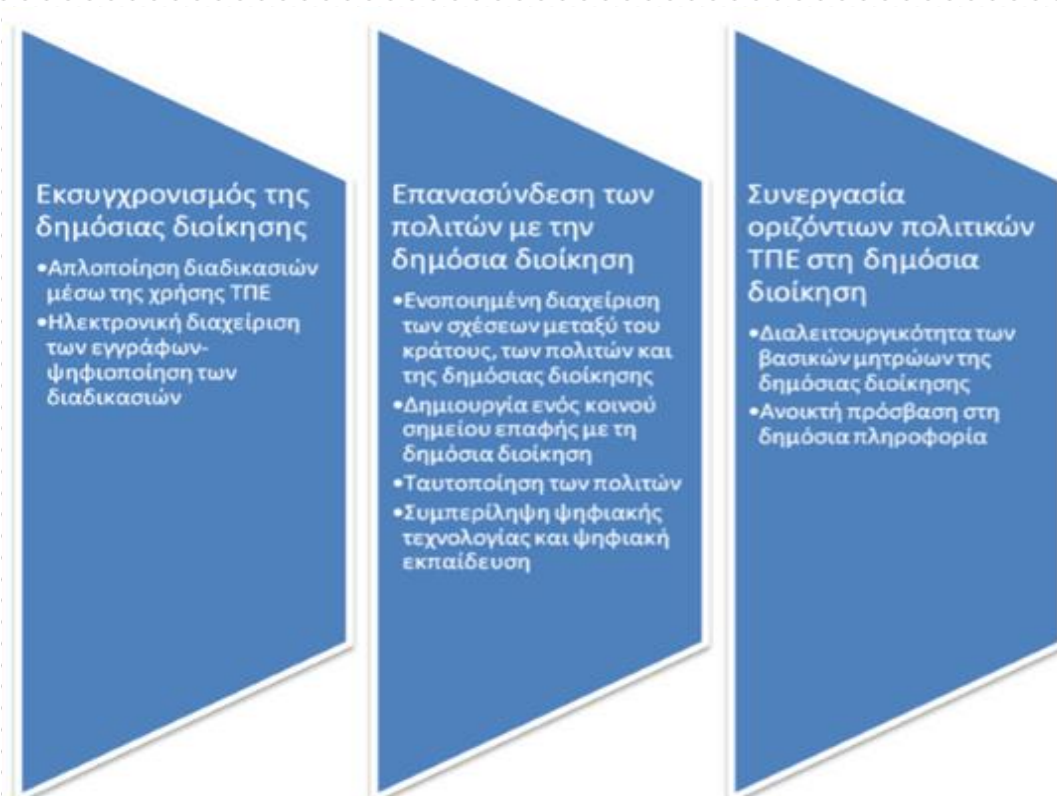 Εκσυγχρονισμός της
δημόσιας διοίκησης
•Απλοποίηση διαδικασιών
μέσω της χρήσης ΤΠΕ
•Ηλεκτρονική διαχείριση
των εγγράφων-
ψηφιοποίηση των
διαδικασιών
Επανασύνδεση των
πολιτών με την
δημόσια διοίκηση
•Ενοποιημένη διαχείριση
των σχέσεων μεταξύ του
κράτους, των πολιτών και
της δημόσιας διοίκησης
•Δημιουργία ενός κοινού
σημείου επαφής με τη
δημόσια διοίκηση
•Ταυτοποίηση των πολιτών
•Συμπερίληψη ψηφιακής
τεχνολογίας και ψηφιακή
εκπαίδευση
Συνεργασία
οριζόντιων πολιτικών
ΤΠΕ στη δημόσια
διοίκηση
•Διαλειτουργικότητα των
βασικών μητρώων της
δημόσιας διοίκησης
•Ανοικτή πρόσβαση στη
δημόσια πληροφορία